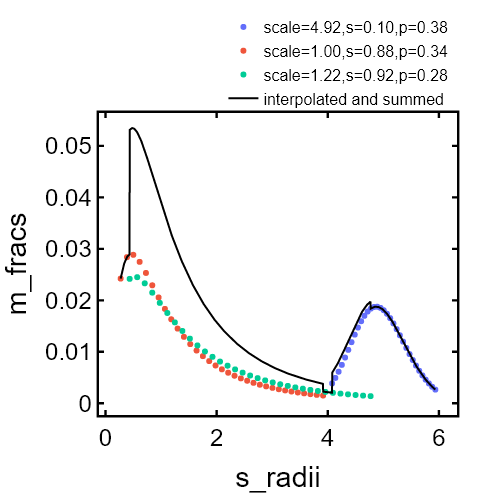 scale=4.92,s=0.10,p=0.38
scale=1.00,s=0.88,p=0.34
scale=1.22,s=0.92,p=0.28
interpolated and summed
0.05
0.04
0.03
0.02
0.01
0
m_fracs
0 2 4 6
s_radii